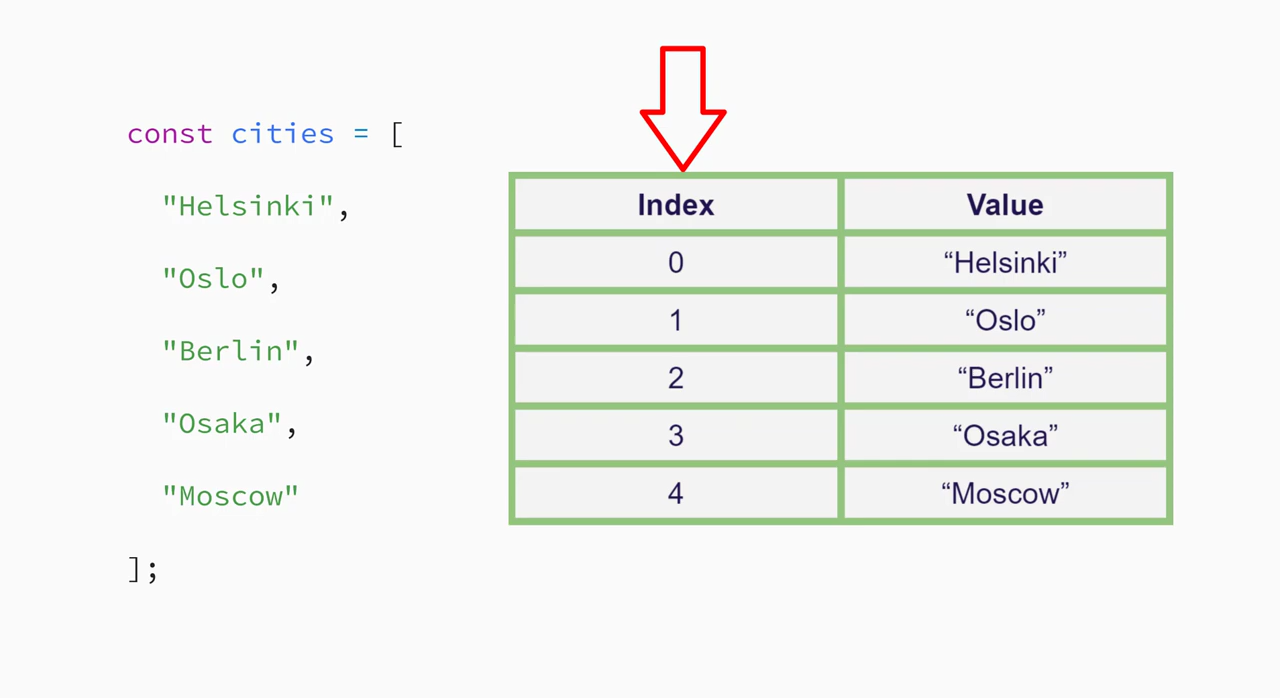 const cities = [
"Helsinki",
"Oslo",
"Berlin",
"Osaka",
"Moscow"
];
Index Value
0 “Helsinki”
1 “Oslo”
2 “Berlin”
3 “Osaka”
4 “Moscow”